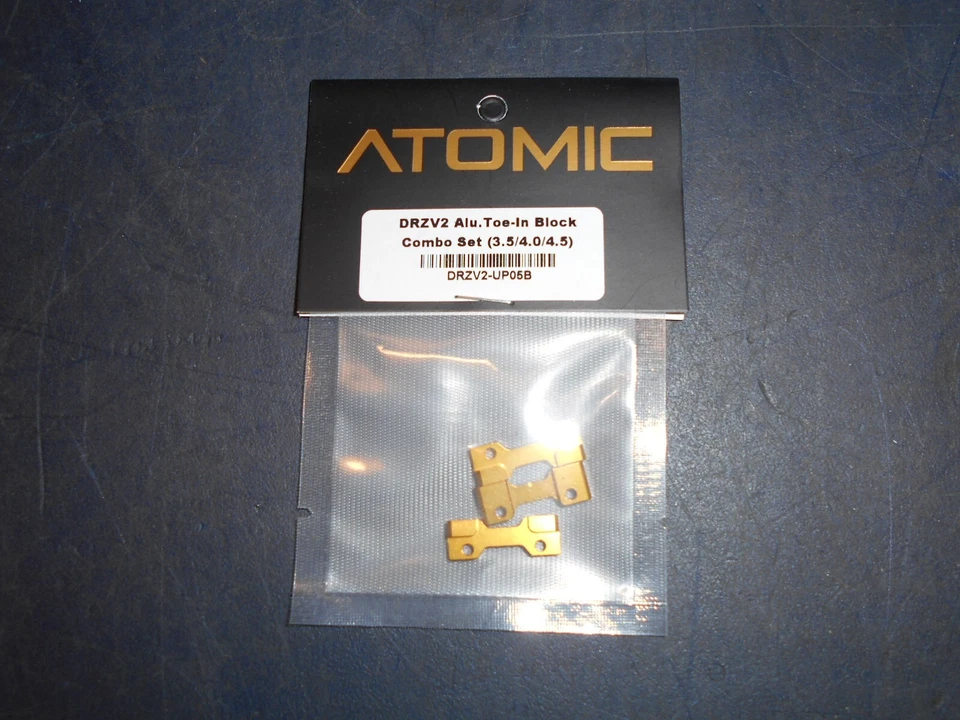 ATOMIC
DRZV2 Alu.Toe-In Block
Combo Set (3.5/4.0/4.5)
DRZV2-UP05B